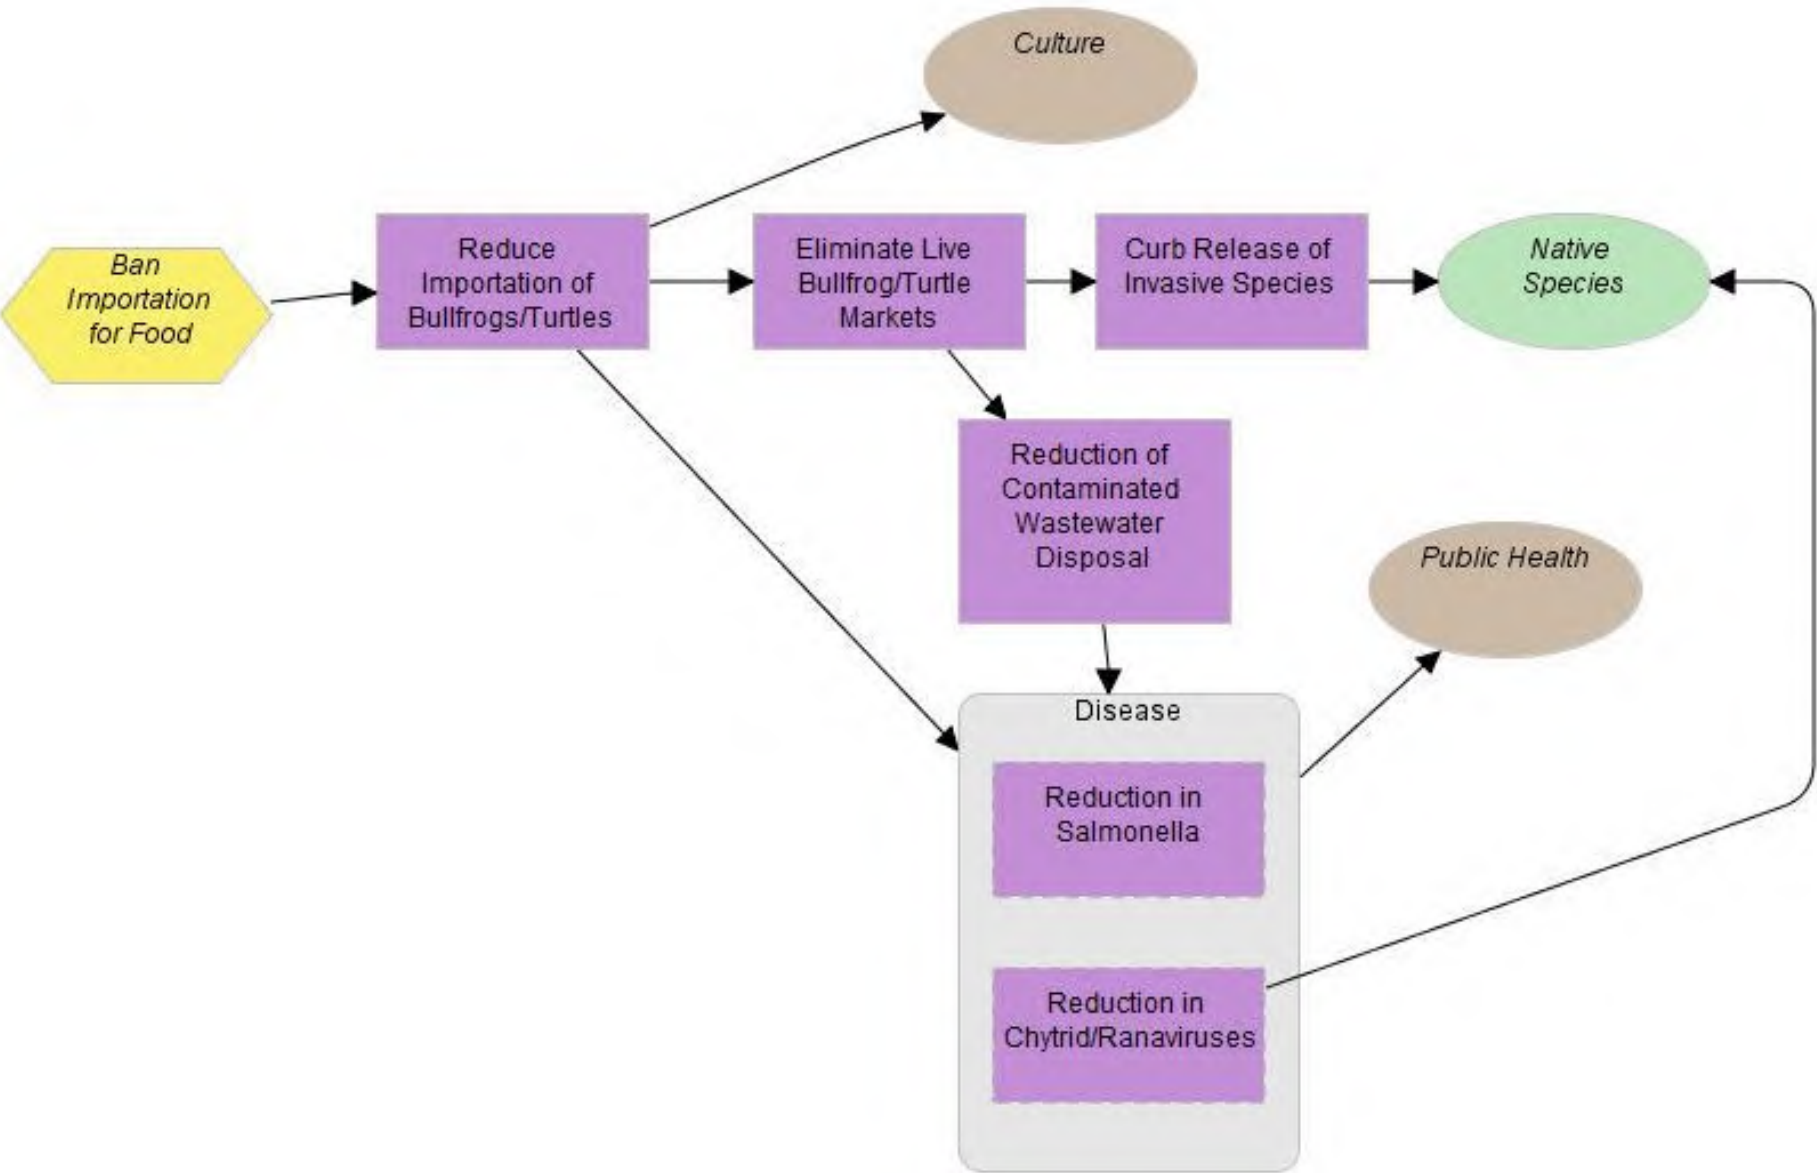 Culture
Ban
Importation
for Food
Reduce
Importation of
Bullfrogs/Turtles
Eliminate Live
Bullfrog/Turtle
Markets
Curb Release of
Invasive Species
Native
Species
Reduction of
Contaminated
Wastewater
Disposal
Public Health
Disease
Reduction in
Salmonella
Reduction in
Chytrid/Ranaviruses